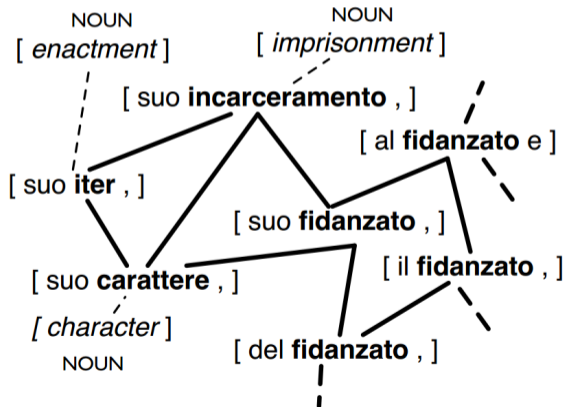 NOUN
[ enactment ]
NOUN
[ imprisonment ]
[ suo incarceramento , ]
[ al fidanzato e ]
[ suo iter , ]
[ suo fidanzato , ]
[ il fidanzato , ]
[ suo carattere , ]
[ character ]
NOUN
[ del fidanzato , ]